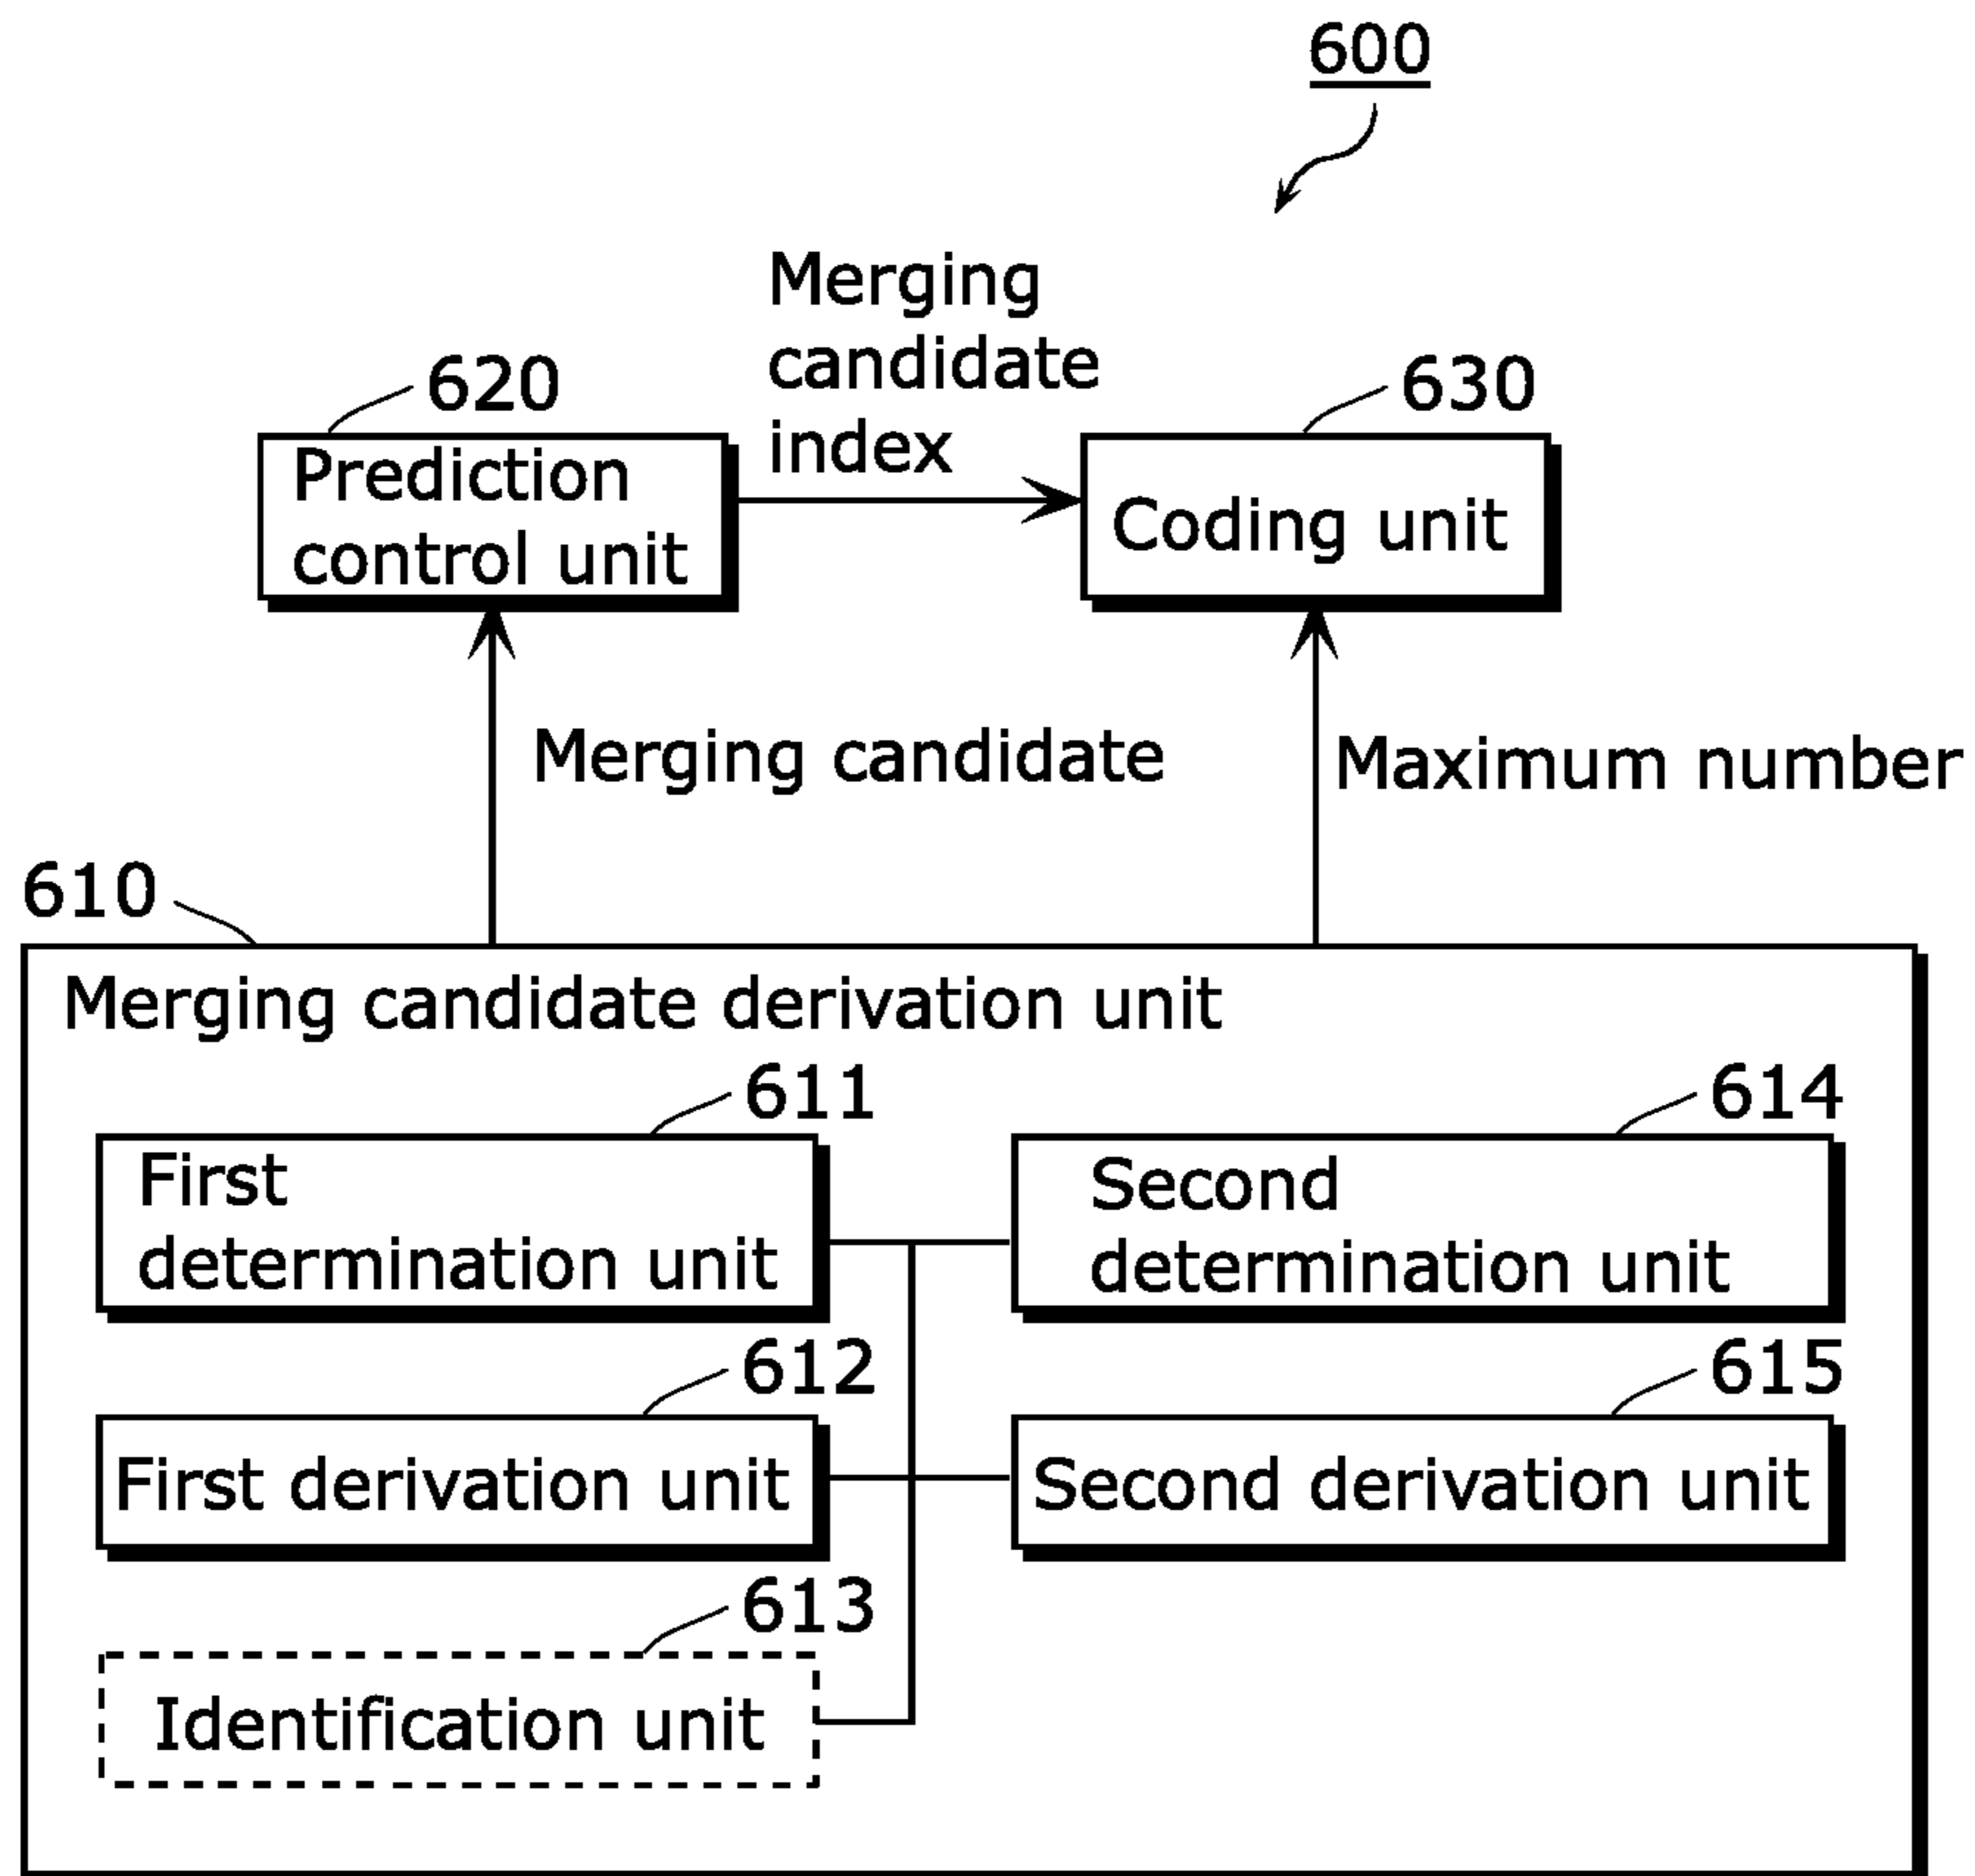 600
Merging
candidate
index
620
630
Prediction
control unit
Coding unit
Merging candidate
Maximum number
610
Merging candidate derivation unit
611
614
First
determination unit
Second
determination unit
612
615
First derivation unit
Second derivation unit
613
Identification unit